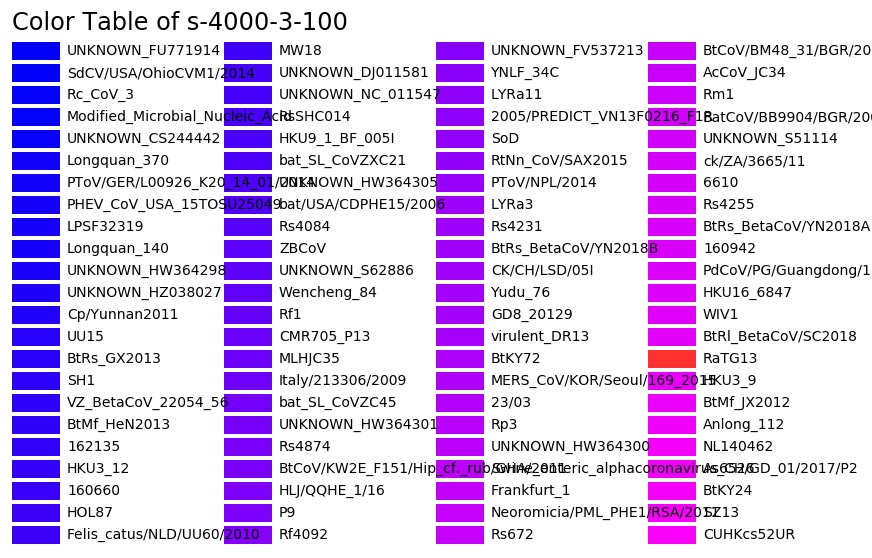 Color Table of s-4000-3-100
UNKNOWN_FU771914
SdCV/USA/OhioCVM1/2014
Rc_CoV_3
Modified_Microbial_Nucleic_Acid
UNKNOWN_CS244442
Longquan_370
PToV/GER/L00926_K20_14_01/2014
PHEV_CoV_USA_15TOSU25049
LPSF32319
Longquan_140
UNKNOWN_HW364298
UNKNOWN_HZ038027
Cp/Yunnan2011
UU15
BtRs_GX2013
SH1
VZ_BetaCoV_22054_56
BtMf_HeN2013
162135
HKU3_12
160660
HOL87
Felis_catus/NLD/UU60/2010
MW18
UNKNOWN_DJ011581
UNKNOWN_NC_011547
RsSHC014
HKU9_1_BF_005I
bat_SL_CoVZXC21
UNKNOWN_HW364305
bat/USA/CDPHE15/2006
Rs4084
ZBCoV
UNKNOWN_S62886
Wencheng_84
Rf1
CMR705_P13
MLHJC35
Italy/213306/2009
bat_SL_CoVZC45
UNKNOWN_HW364301
Rs4874
BtCoV/KW2E_F151/Hip_cf._rub/GHA/2011
HLJ/QQHE_1/16
P9
Rf4092
UNKNOWN_FV537213
YNLF_34C
LYRa11
2005/PREDICT_VN13F0216_F18
SoD
RtNn_CoV/SAX2015
PToV/NPL/2014
LYRa3
Rs4231
BtRs_BetaCoV/YN2018B
CK/CH/LSD/05I
Yudu_76
GD8_20129
virulent_DR13
BtKY72
MERS_CoV/KOR/Seoul/169_2015
23/03
Rp3
UNKNOWN_HW364300
Swine_enteric_alphacoronavirus_CH/GD_01/2017/P2
Frankfurt_1
Neoromicia/PML_PHE1/RSA/2011
Rs672
BtCoV/BM48_31/BGR/20
AcCoV_JC34
Rm1
BatCoV/BB9904/BGR/200
UNKNOWN_S51114
ck/ZA/3665/11
6610
Rs4255
BtRs_BetaCoV/YN2018A
160942
PdCoV/PG/Guangdong/1
HKU16_6847
WIV1
BtRl_BetaCoV/SC2018
RaTG13
HKU3_9
BtMf_JX2012
Anlong_112
NL140462
As6526
BtKY24
SZ13
CUHKcs52UR